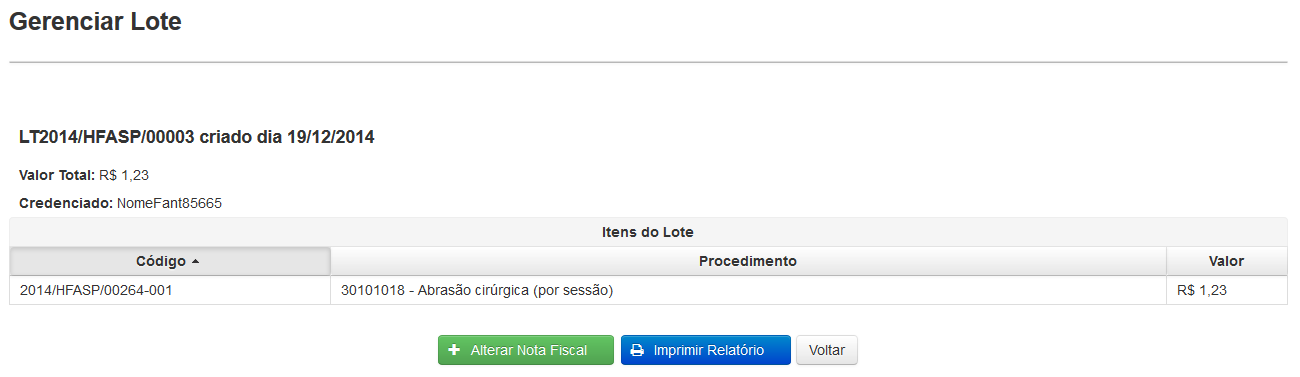 Gerenciar Lote
LT2014/HFASP/00003 criado dia 19/12/2014
Valor Total: R$ 1,23
Credenciado: NomeFant85665
Itens do Lote
Código Procedimento Valor
2014/HFASP/00264-001 30101018 - Abrasão cirúrgica (por sessão) R$ 1,23
Alterar Nota Fiscal Imprimir Relatório Voltar